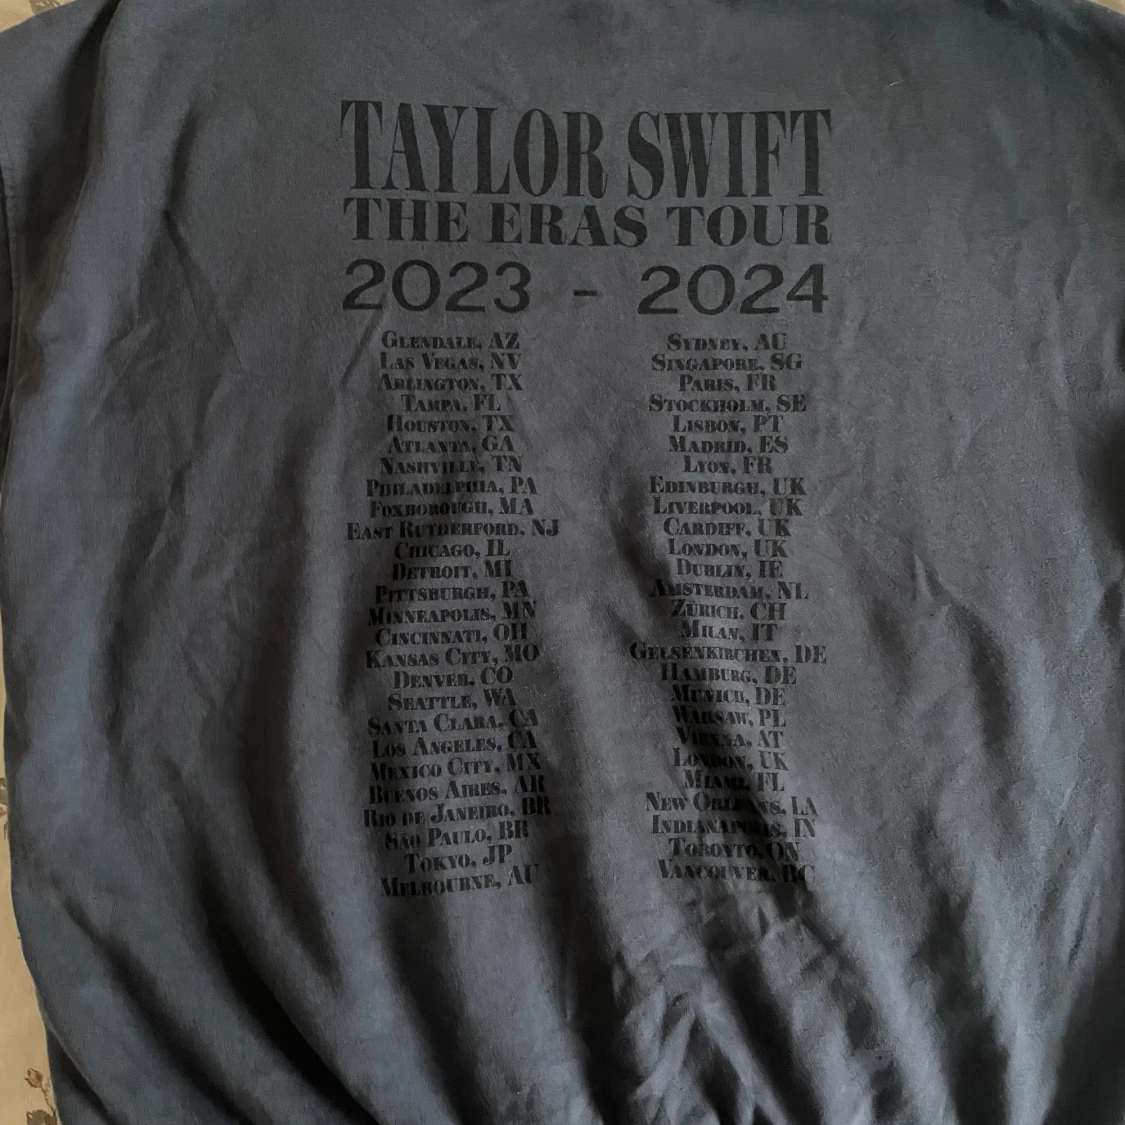 TAYLOR SWIFT
THE ERAS TOUR
2023 - 2024
GLENDALE, AZ
LAS VEGAS, NV
ARLINGTON, TX
TAMPA, FL
HOUSTON, TX
ATLANTA, GA
NASHVILLE, TN
PHILADELPHIA, PA
FOXBOROUGH, MA
EAST RUTHERFORD, NJ
CHICAGO, IL
DETROIT, MI
PITTSBURGH, PA
MINNEAPOLIS, MN
CINCINNATI, OH
KANSAS CITY, MO
DENVER, CO
SEATTLE, WA
SANTA CLARA, CA
LOS ANGELES, CA
MEXICO CITY, MX
BUENOS AIRES, AR
RIO DE JANEIRO, BR
SÃO PAULO, BR
TOKYO, JP
MELBOURNE, AU
SYDNEY, AU
SINGAPORE, SG
PARIS, FR
STOCKHOLM, SE
LISBON, PT
MADRID, ES
LYON, FR
EDINBURGH, UK
LIVERPOOL, UK
CARDIFF, UK
LONDON, UK
DUBLIN, IE
AMSTERDAM, NL
ZÜRICH, CH
MILAN, IT
GELSENKIRCHEN, DE
HAMBURG, DE
MUNICH, DE
WARSAW, PL
VIENNA, AT
LONDON, UK
MIAMI, FL
NEW ORLEANS, LA
INDIANAPOLIS, IN
TORONTO, ON
VANCOUVER, BC